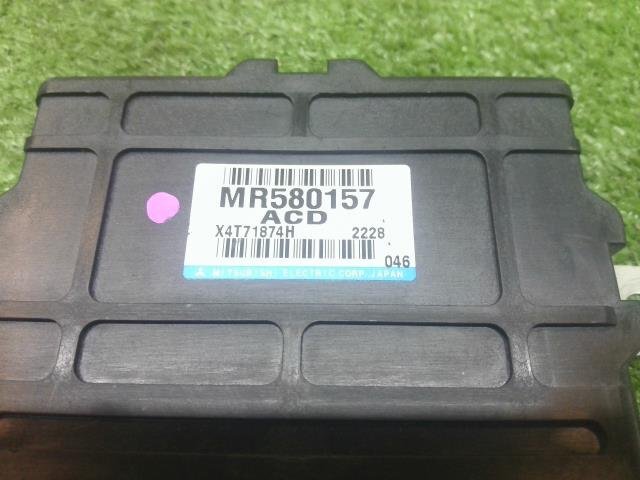 MR580157
ACD
X4T71874H 2228
046
MITSUBISHI ELECTRIC CORP. JAPAN